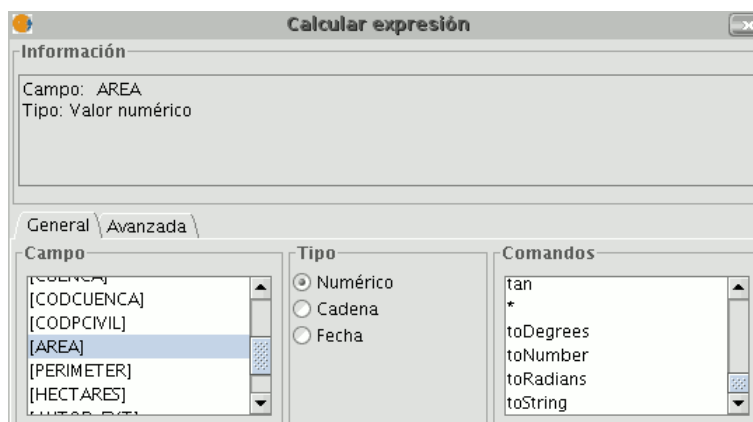 Calcular expresión
Información
Campo: AREA
Tipo: Valor numérico
General
Avanzada
Campo
[CUENCA]
[CODCUENCA]
[CODPCIVIL]
[AREA]
[PERIMETER]
[HECTARES]
Tipo
Numérico
Cadena
Fecha
Comandos
tan
*
toDegrees
toNumber
toRadians
toString